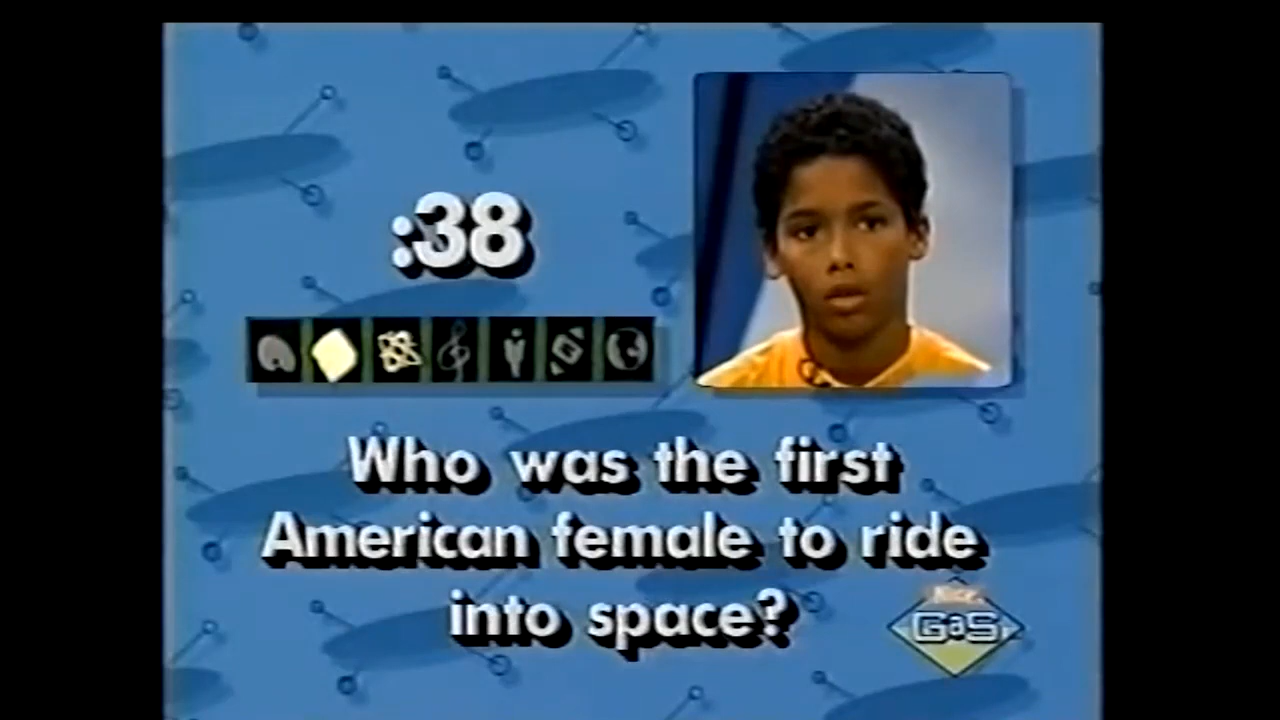 :38
Who was the first
American female to ride
into space?
Nick
GaS